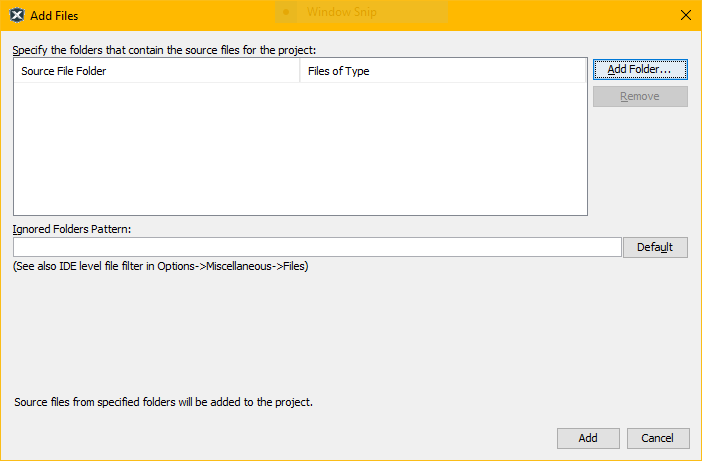 Add Files
Window Snip
Specify the folders that contain the source files for the project:
Source File Folder Files of Type
Add Folder...
Remove
Ignored Folders Pattern:
Default
(See also IDE level file filter in Options->Miscellaneous->Files)
Source files from specified folders will be added to the project.
Add Cancel